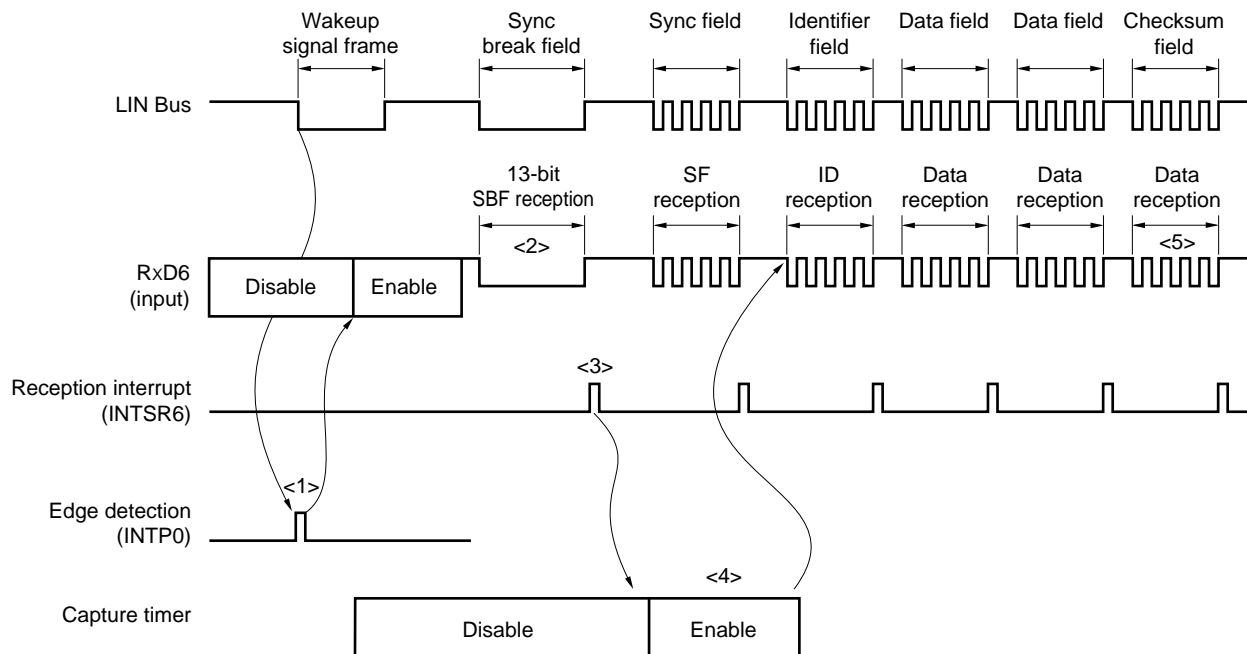 Wakeup
signal frame
Sync
break field
Sync field
Identifier
field
Data field
Data field
Checksum
field
LIN Bus
13-bit
SBF reception
SF
reception
ID
reception
Data
reception
Data
reception
Data
reception
<2>
<5>
RxD6
(input)
Disable
Enable
<3>
Reception interrupt
(INTSR6)
<1>
Edge detection
(INTP0)
<4>
Capture timer
Disable
Enable